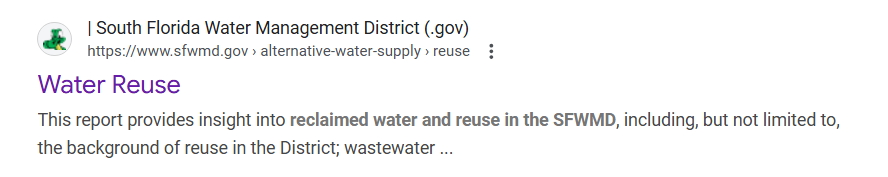 | South Florida Water Management District (.gov)
https://www.sfwmd.gov › alternative-water-supply › reuse
Water Reuse
This report provides insight into reclaimed water and reuse in the SFWMD, including, but not limited to,
the background of reuse in the District; wastewater ...